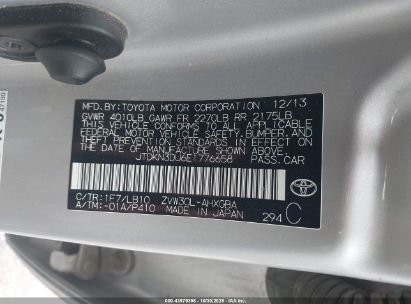 MFD. BY: TOYOTA MOTOR CORPORATION 12/13
GVWR 4010LB GAWR FR 2270LB RR 2175LB
THIS VEHICLE CONFORMS TO ALL APPLICABLE
FEDERAL MOTOR VEHICLE SAFETY, BUMPER, AND
THEFT PREVENTION STANDARDS IN EFFECT ON
THE DATE OF MANUFACTURE SHOWN ABOVE.
JTDKN3DU6E1776658 PASS.CAR
C/TR: 1F7/LB10 ZVW30L-AHXGBA
A/TM: -01A/P410 MADE IN JAPAN
294 C